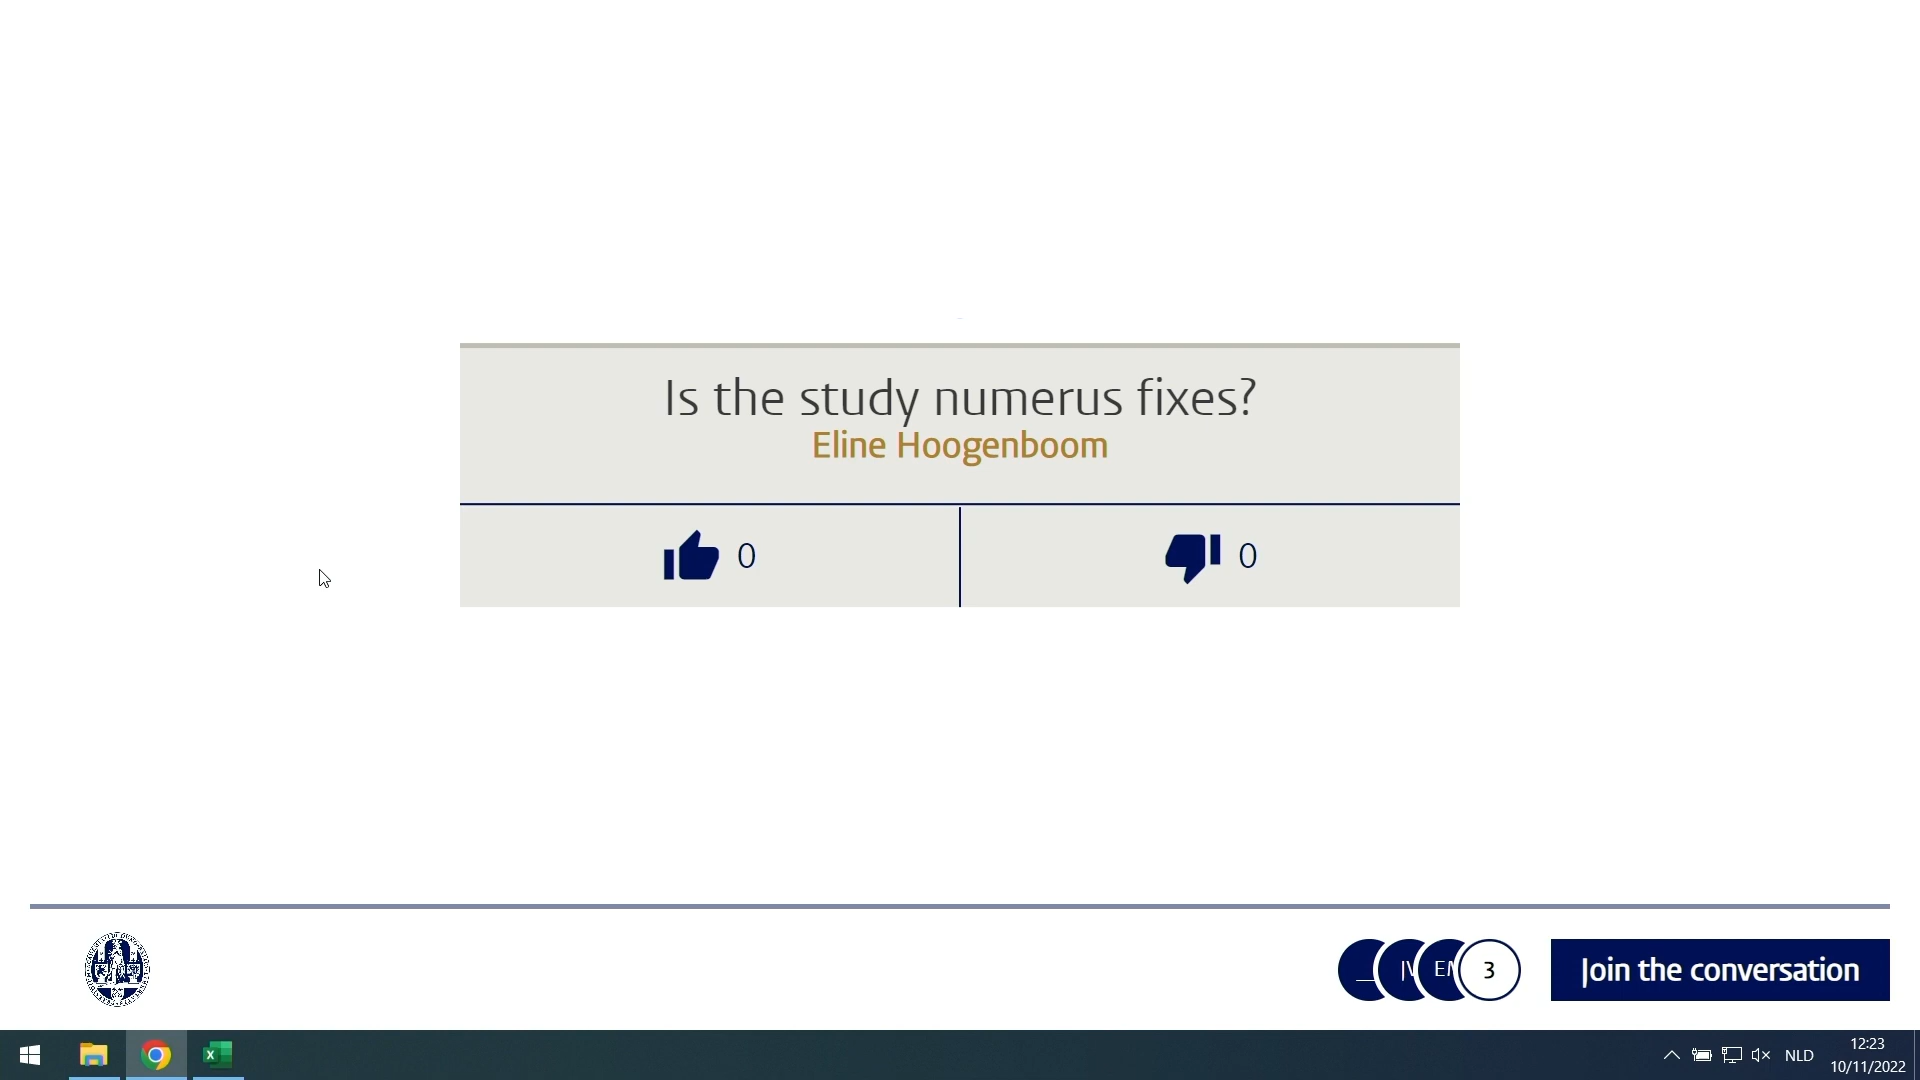 Is the study numerus fixes?
Eline Hoogenboom
0
0
3
Join the conversation
NLD
12:23
10/11/2022